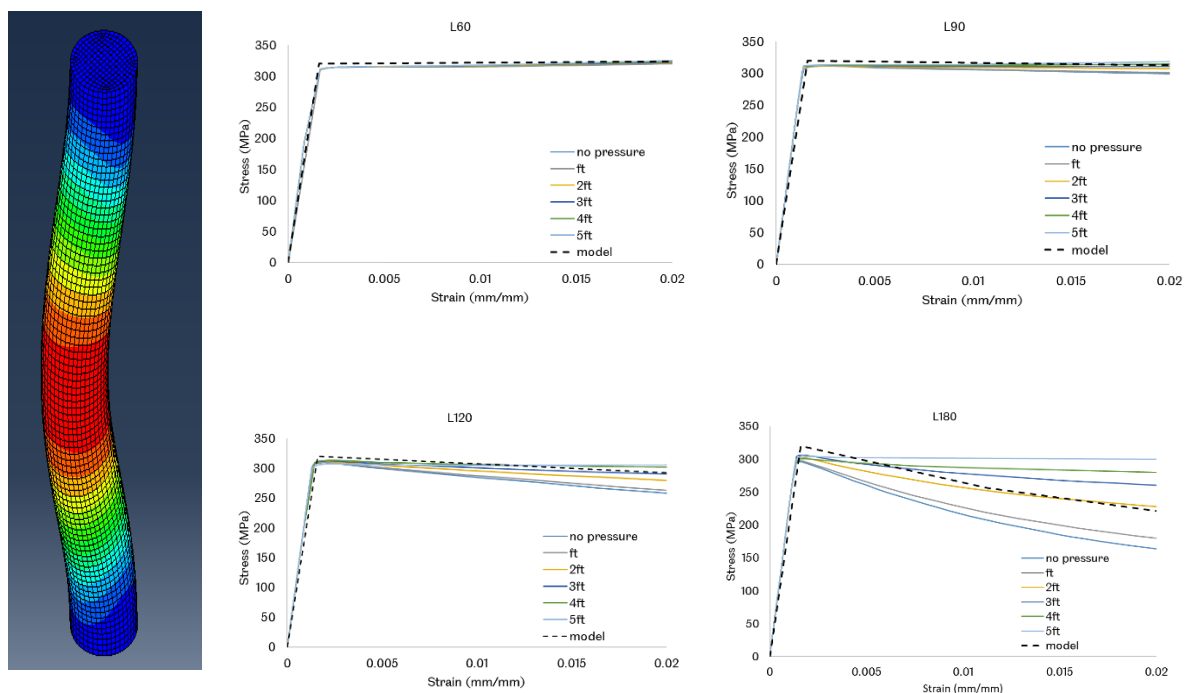 L60
350
300
250
200
150
100
50
0
Stress (MPa)
no pressure
ft
2ft
3ft
4ft
5ft
model
0
0.005
0.01
0.015
0.02
Strain (mm/mm)
L90
350
300
250
200
150
100
50
0
Stress (MPa)
no pressure
ft
2ft
3ft
4ft
5ft
model
0
0.005
0.01
0.015
0.02
Strain (mm/mm)
L120
350
300
250
200
150
100
50
0
Stress (MPa)
no pressure
ft
2ft
3ft
4ft
5ft
model
0
0.005
0.01
0.015
0.02
Strain (mm/mm)
L180
350
300
250
200
150
100
50
0
Stress (MPa)
no pressure
ft
2ft
3ft
4ft
5ft
model
0
0.005
0.01
0.015
0.02
Strain (mm/mm)